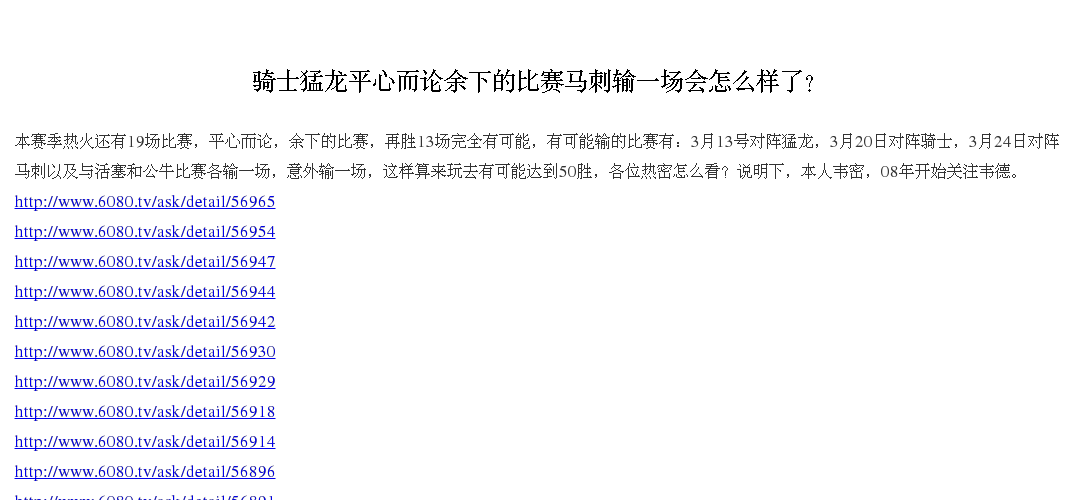 骑士猛龙平心而论余下的比赛马刺输一场会怎么样了?
本赛季热火还有19场比赛，平心而论，余下的比赛，再胜13场完全有可能，有可能输的比赛有：3月13号对阵猛龙，3月20日对阵骑士，3月24日对阵
马刺以及与活塞和公牛比赛各输一场，意外输一场，这样算来玩去有可能达到50胜，各位热密怎么看？说明下，本人韦密，08年开始关注韦德。
http://www.6080.tv/ask/detail/56965
http://www.6080.tv/ask/detail/56954
http://www.6080.tv/ask/detail/56947
http://www.6080.tv/ask/detail/56944
http://www.6080.tv/ask/detail/56942
http://www.6080.tv/ask/detail/56930
http://www.6080.tv/ask/detail/56929
http://www.6080.tv/ask/detail/56918
http://www.6080.tv/ask/detail/56914
http://www.6080.tv/ask/detail/56896